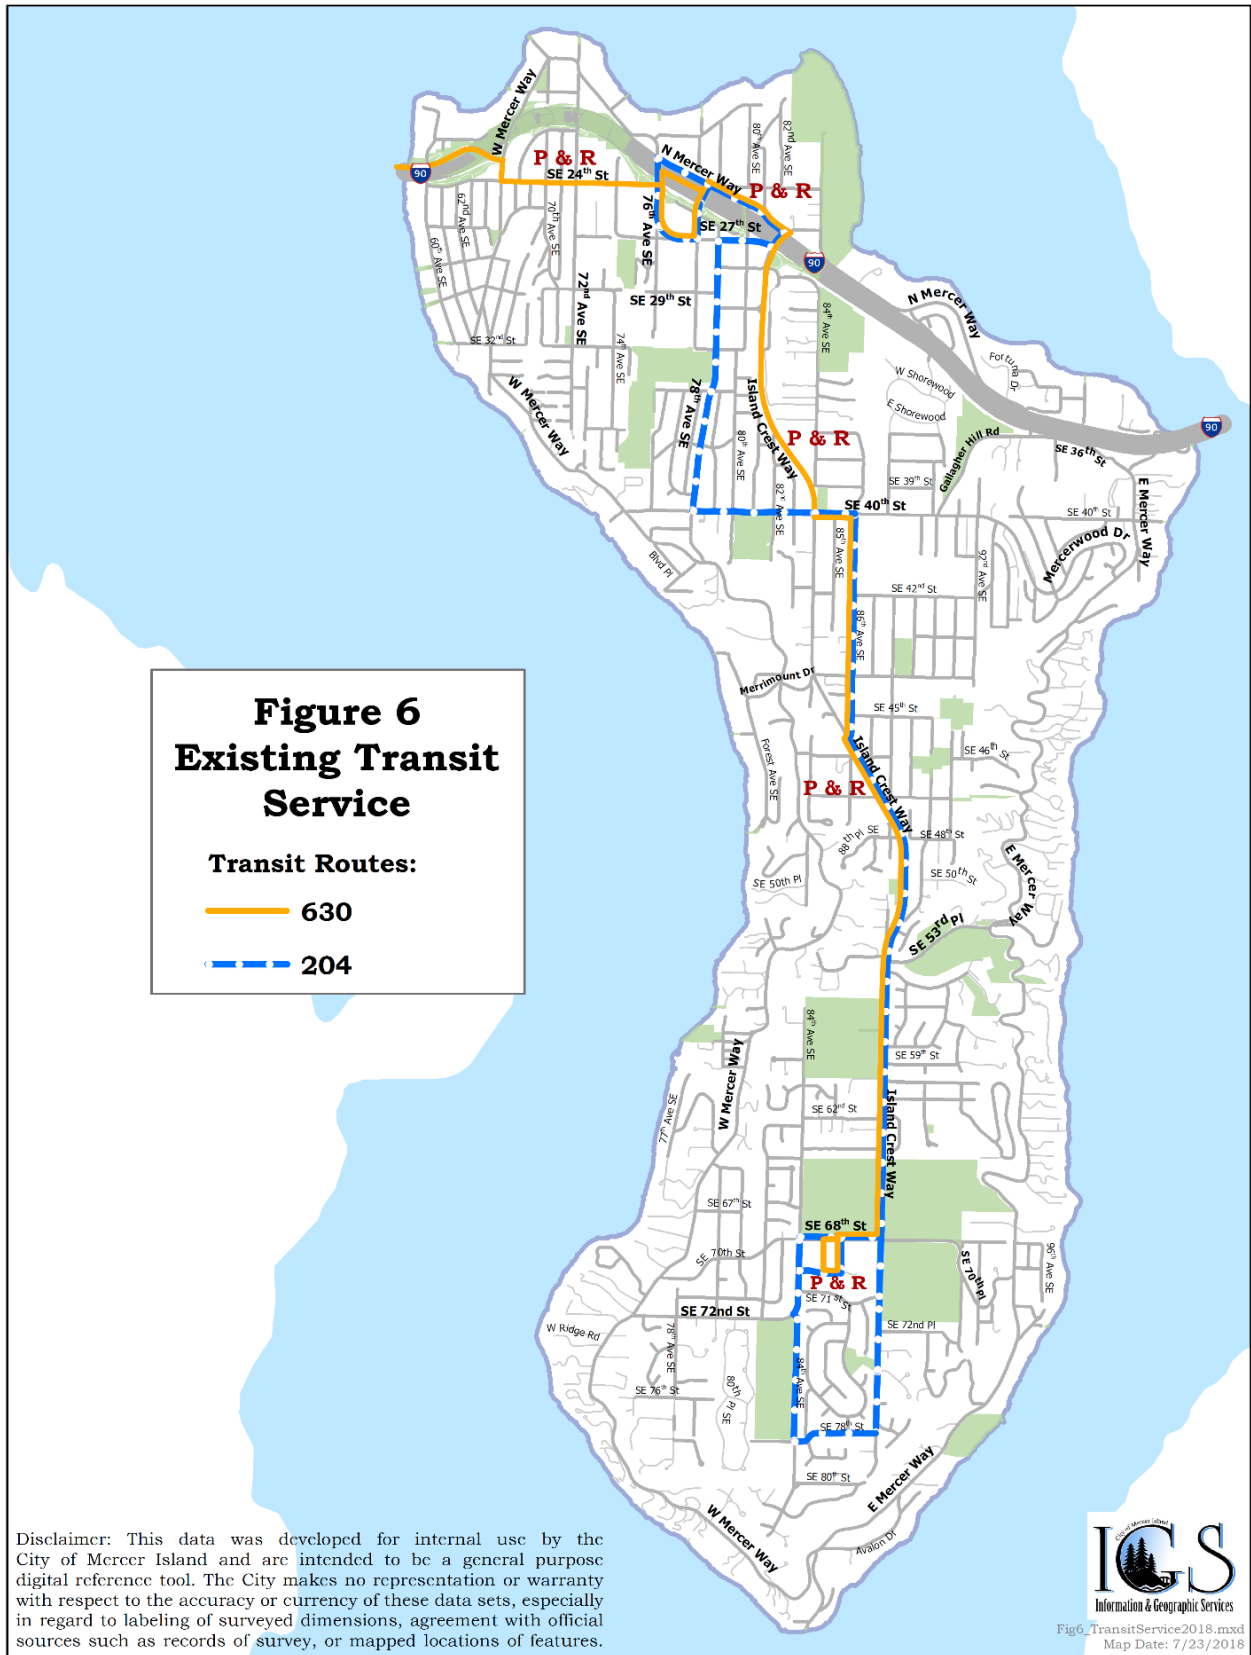 W Mercer Way
80th Ave SE
82nd Ave SE
N Mercer Way
P & R
SE 24th St
90
P & R
62nd Ave SE
70th Ave SE
76th Ave SE
SE 27th St
60th Ave SE
90
72nd Ave SE
SE 29th St
N Mercer Way
84th Ave SE
SE 32nd St
74th Ave SE
Fortuna Dr
W Shorewood
W Mercer Way
78th Ave SE
Island Crest Way
E Shorewood
90
80th Ave SE
P & R
Gallagher Hill Rd
SE 36th St
SE 39th St
82nd Ave SE
SE 40th St
SE 40th St
E Mercer Way
Mercerwood Dr
85th Ave SE
Blvd Pl
92nd Ave SE
SE 42nd St
86th Ave SE
Merrimount Dr
SE 45th St
Figure 6
Existing Transit
Service
Transit Routes:
630
204
Forest Ave SE
Island Crest Way
SE 46th St
P & R
88th Pl SE
SE 48th St
E Mercer Way
SE 50th Pl
SE 50th St
SE 53rd Pl
84th Ave SE
W Mercer Way
SE 59th St
77th Ave SE
SE 62nd St
Island Crest Way
SE 67th St
SE 68th St
SE 70th St
SE 70th Pl
96th Ave SE
P & R
SE 71st St
SE 72nd St
SE 72nd Pl
W Ridge Rd
78th Ave SE
84th Ave SE
SE 76th St
80th Pl SE
SE 78th St
SE 80th St
E Mercer Way
W Mercer Way
Avalon Dr
Disclaimer: This data was developed for internal use by the
City of Mercer Island and are intended to be a general purpose
digital reference tool. The City makes no representation or warranty
with respect to the accuracy or currency of these data sets, especially
in regard to labeling of surveyed dimensions, agreement with official
sources such as records of survey, or mapped locations of features.
City of Mercer Island
IGS
Information & Geographic Services
Fig6_TransitService2018.mxd
Map Date: 7/23/2018